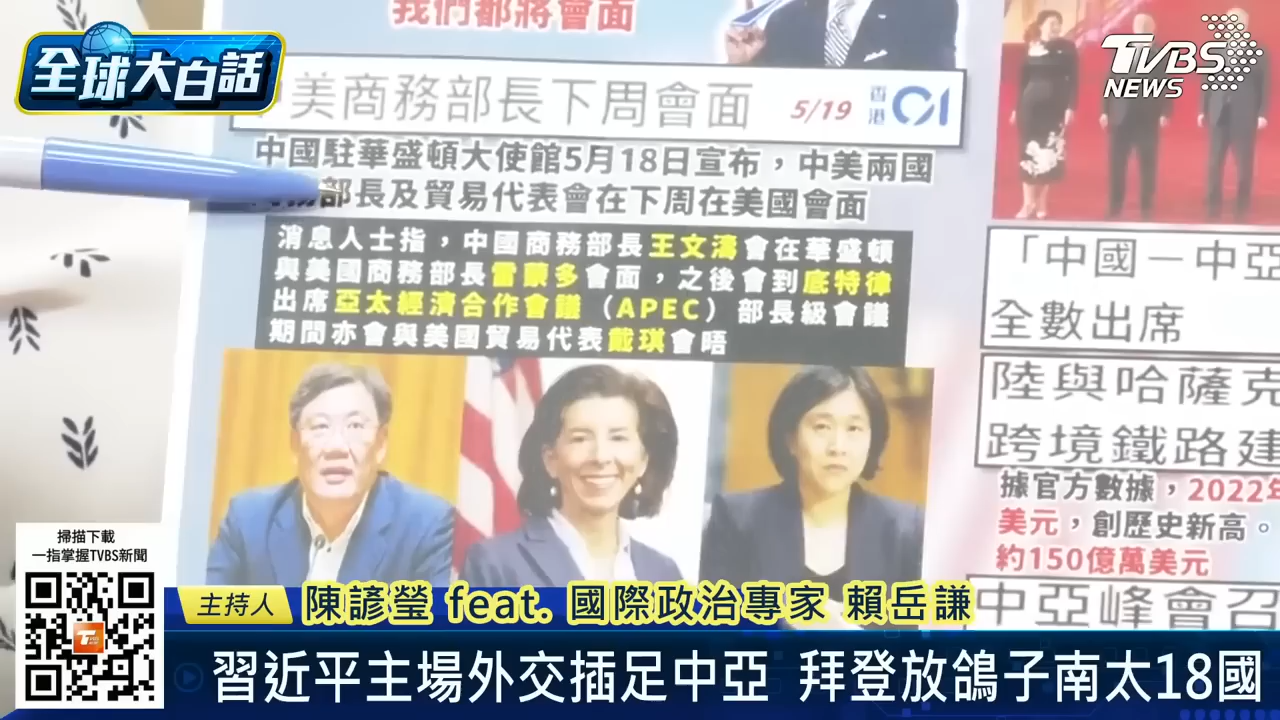 我們都將會面
全球大白話
TVBS
NEWS
美商務部長下周會面
5/19
香港01
中國駐華盛頓大使館5月18日宣布，中美兩國
部長及貿易代表會在下周在美國會面
消息人士指，中國商務部長王文濤會在華盛頓
與美國商務部長雷蒙多會面，之後會到底特律
出席亞太經濟合作會議（APEC）部長級會議
期間亦會與美國貿易代表戴琪會晤
「中國－中亞
全數出席
陸與哈薩克
跨境鐵路建
據官方數據，2022年
美元，創歷史新高。
約150億萬美元
中亞峰會召
掃描下載
一指掌握TVBS新聞
主持人
陳諺瑩 feat. 國際政治專家 賴岳謙
習近平主場外交插足中亞 拜登放鴿子南太18國